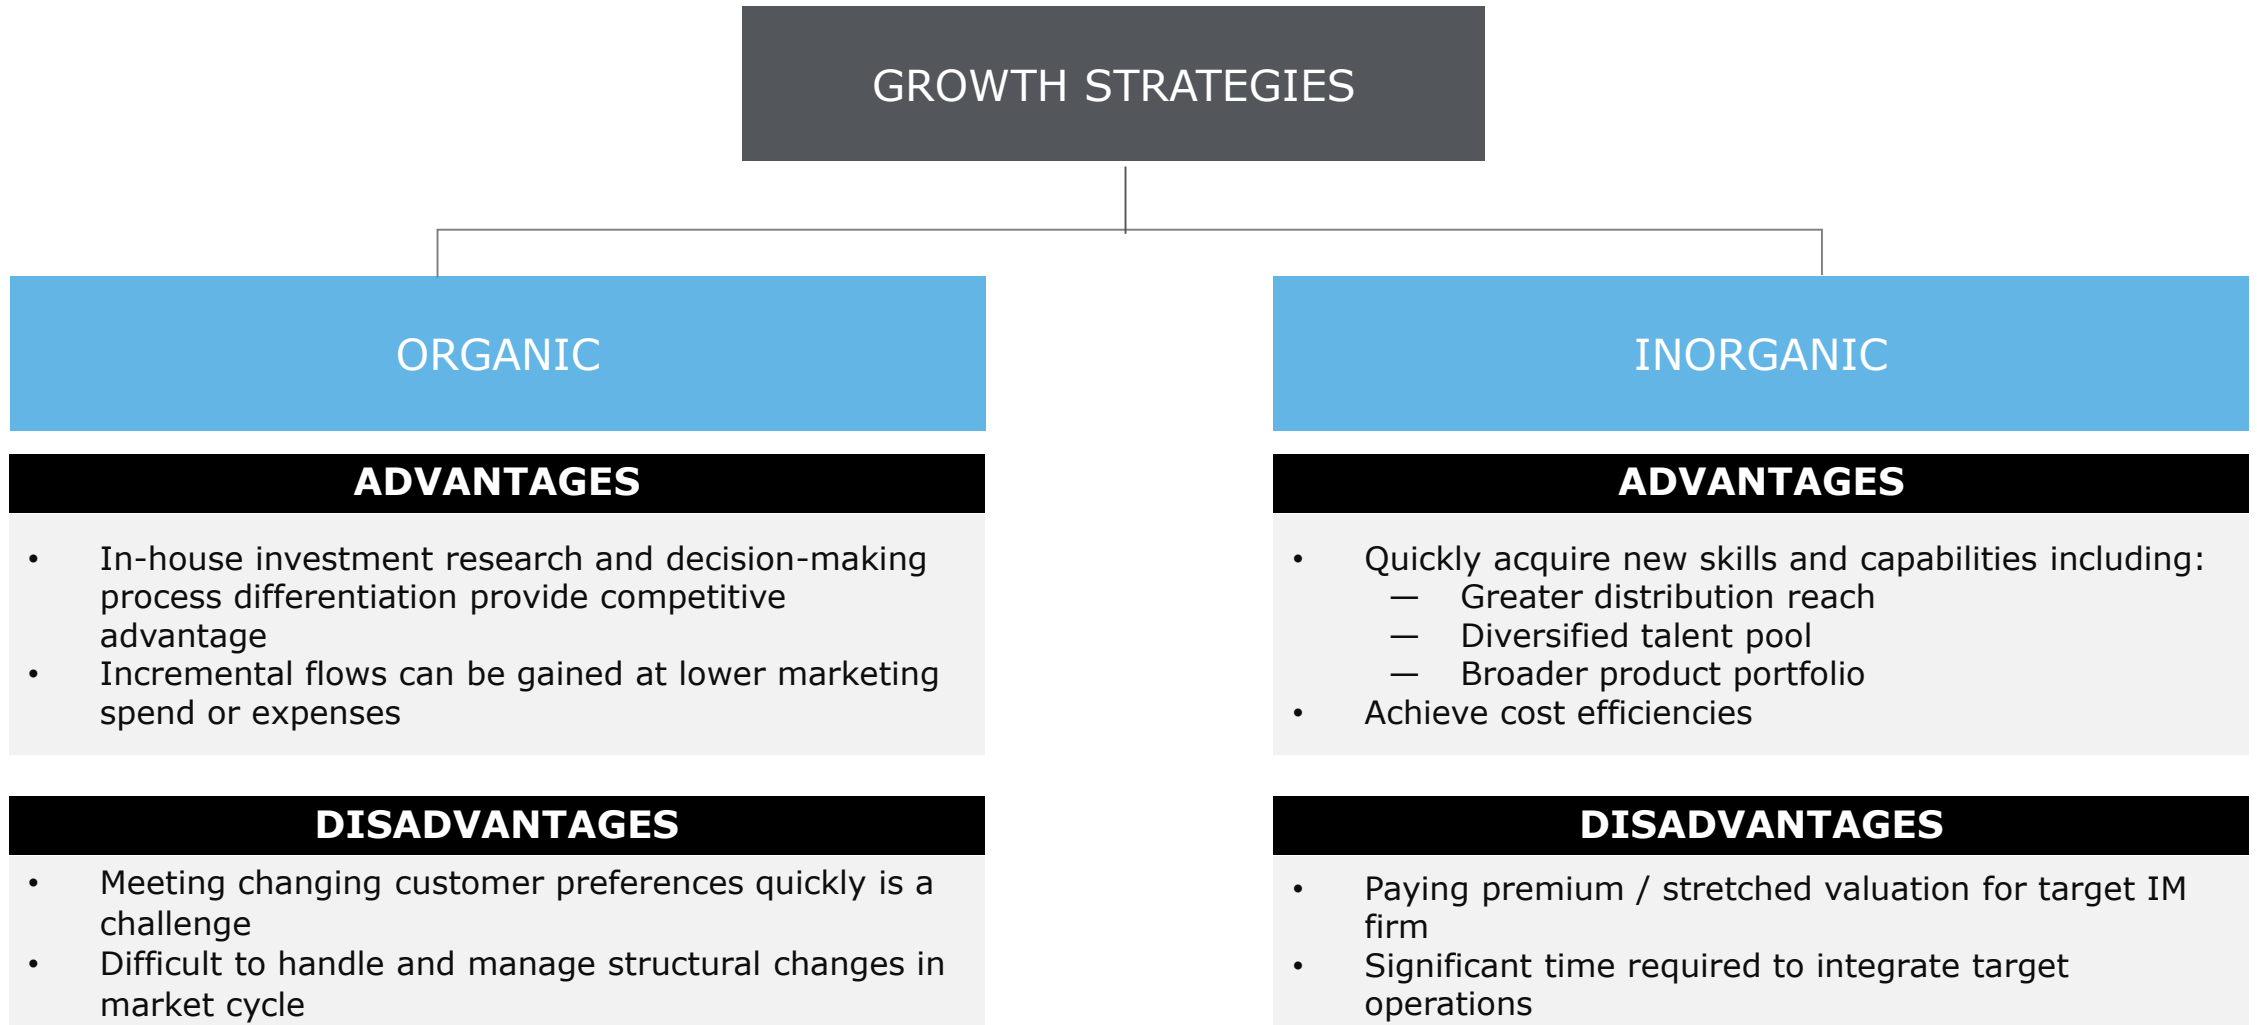 GROWTH STRATEGIES
ORGANIC
ADVANTAGES
• In-house investment research and decision-making
process differentiation provide competitive
advantage
• Incremental flows can be gained at lower marketing
spend or expenses
DISADVANTAGES
• Meeting changing customer preferences quickly is a
challenge
• Difficult to handle and manage structural changes in
market cycle
INORGANIC
ADVANTAGES
• Quickly acquire new skills and capabilities including:
— Greater distribution reach
— Diversified talent pool
— Broader product portfolio
• Achieve cost efficiencies
DISADVANTAGES
• Paying premium / stretched valuation for target IM
firm
• Significant time required to integrate target
operations